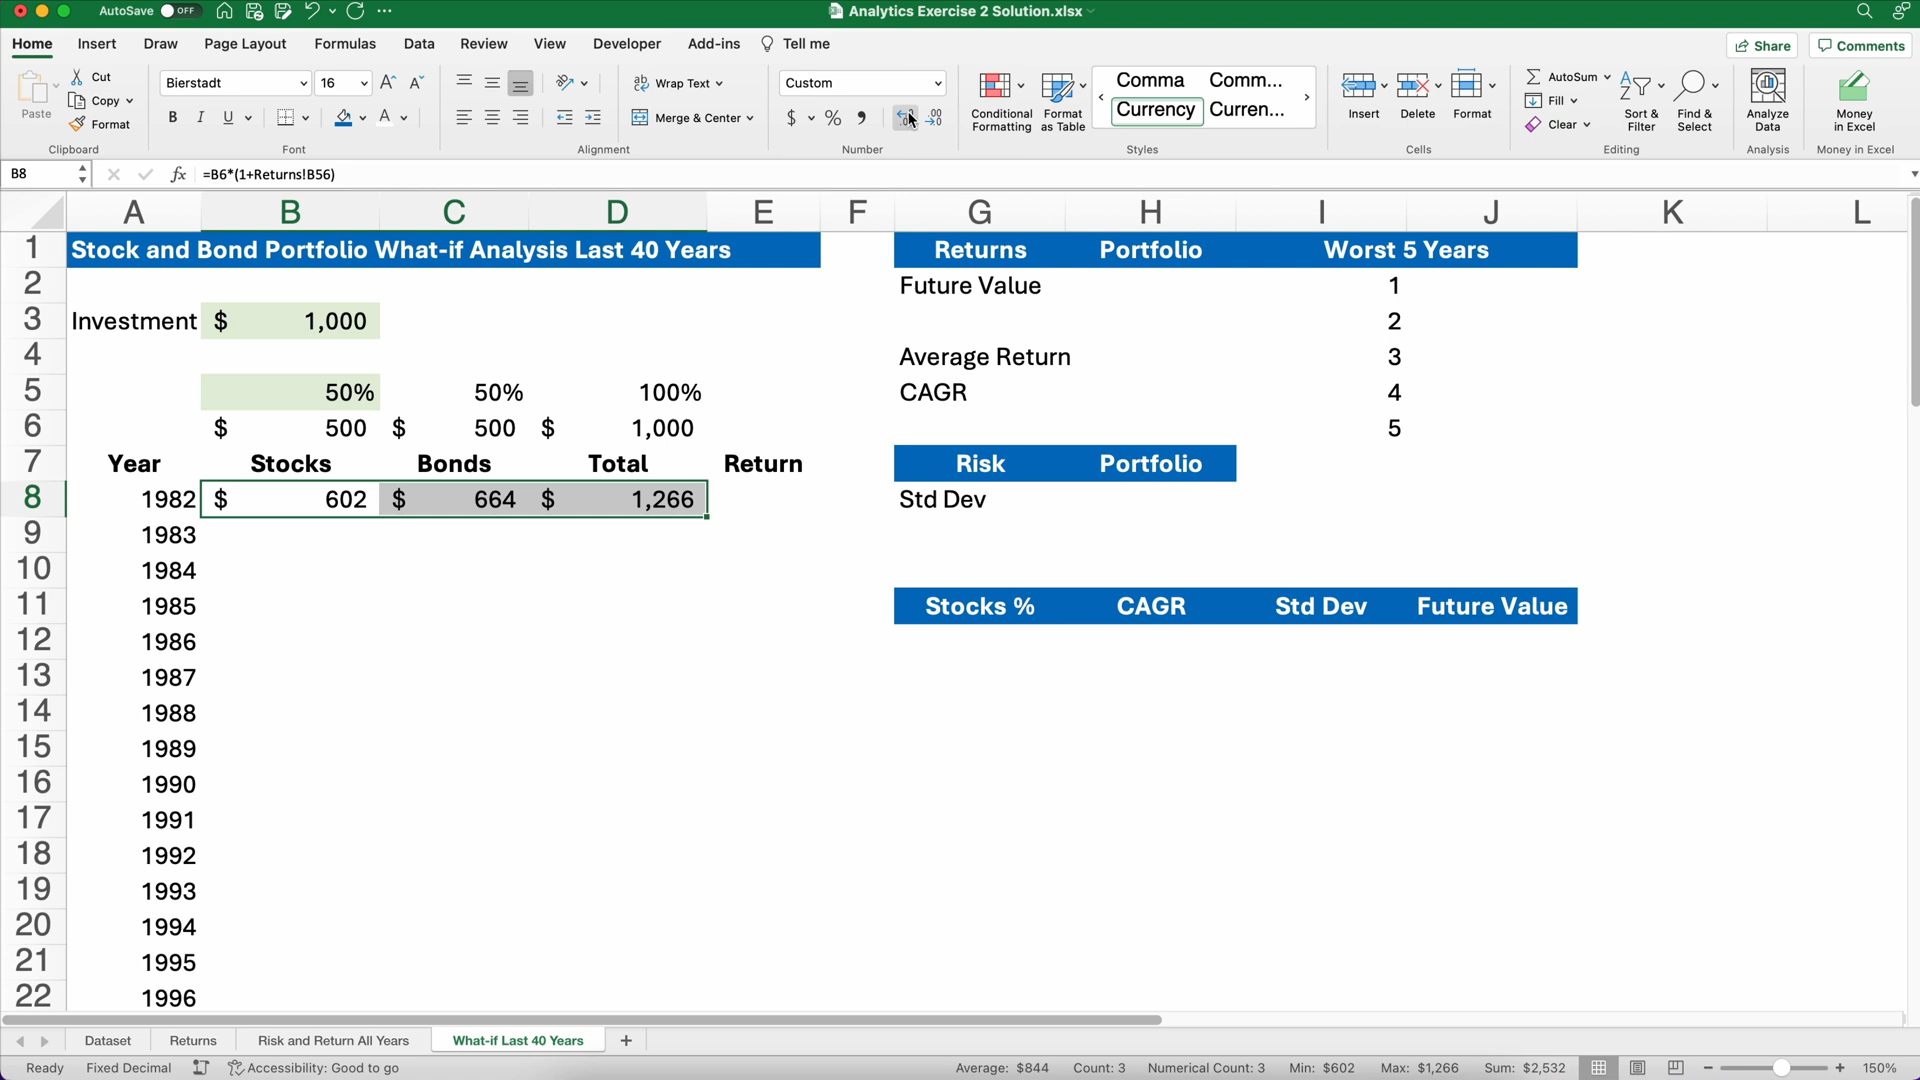 AutoSave OFF
Analytics Exercise 2 Solution.xlsx
Home Insert Draw Page Layout Formulas Data Review View Developer Add-ins Tell me Share Comments
Paste Cut Copy Format Clipboard
Bierstadt 16 A A B I U A Font
Wrap Text Merge & Center Alignment
Custom $ % Number
Conditional Formatting Format as Table Comma Comm... Currency Curren... Styles
Insert Delete Format Cells
AutoSum Fill Clear Sort & Filter Find & Select Editing
Analyze Data Analysis
Money in Excel Money in Excel
B8 fx =B6*(1+Returns!B56)
A B C D E F G H I J K L
1 Stock and Bond Portfolio What-if Analysis Last 40 Years Returns Portfolio Worst 5 Years
2 Future Value 1
3 Investment $ 1,000 2
4 Average Return 3
5 50% 50% 100% CAGR 4
6 $ 500 $ 500 $ 1,000 5
7 Year Stocks Bonds Total Return Risk Portfolio
8 1982 $ 602 $ 664 $ 1,266 Std Dev
9 1983
10 1984
11 1985 Stocks % CAGR Std Dev Future Value
12 1986
13 1987
14 1988
15 1989
16 1990
17 1991
18 1992
19 1993
20 1994
21 1995
22 1996
Dataset Returns Risk and Return All Years What-if Last 40 Years +
Ready Fixed Decimal Accessibility: Good to go Average: $844 Count: 3 Numerical Count: 3 Min: $602 Max: $1,266 Sum: $2,532 150%